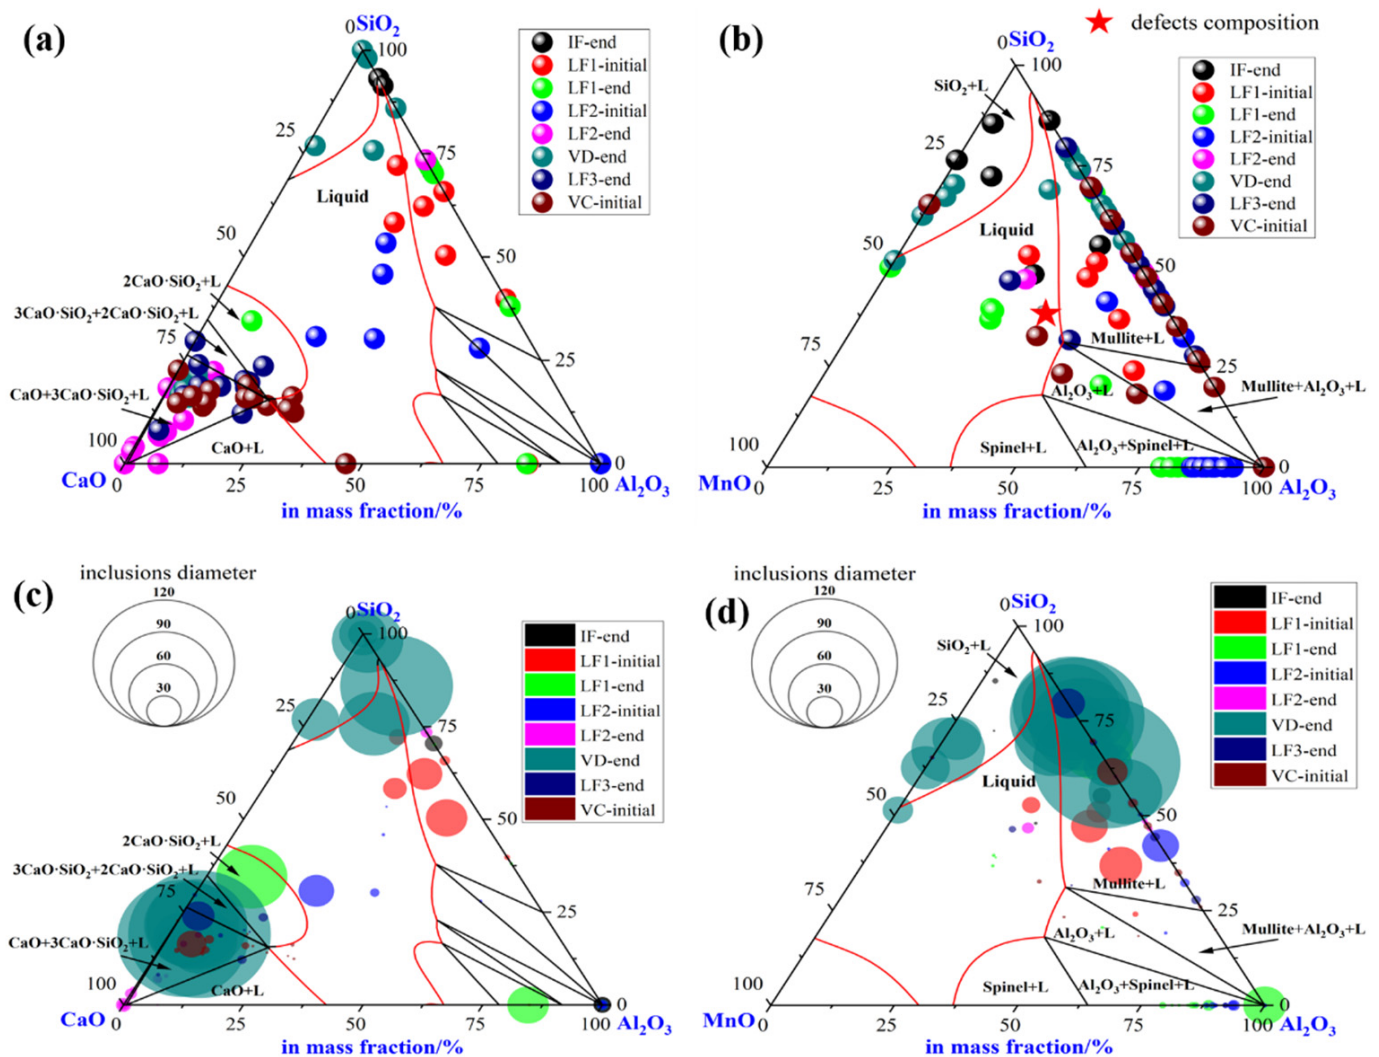 (a)
0
SiO2
100
IF-end
LF1-initial
LF1-end
LF2-initial
LF2-end
VD-end
LF3-end
VC-initial
25
75
Liquid
50
50
2CaO·SiO2+L
3CaO·SiO2+2CaO·SiO2+L
75
25
CaO+3CaO·SiO2+L
100
CaO+L
0
CaO
0
25
50
75
100
Al2O3
in mass fraction/%
(b)
defects composition
0
SiO2
100
SiO2+L
IF-end
LF1-initial
LF1-end
LF2-initial
LF2-end
VD-end
LF3-end
VC-initial
25
75
Liquid
50
50
75
Mullite+L
25
Al2O3+L
Mullite+Al2O3+L
100
Spinel+L
Al2O3+Spinel+L
0
MnO
0
25
50
75
100
Al2O3
in mass fraction/%
(c)
inclusions diameter
120
90
60
30
0
SiO2
100
IF-end
LF1-initial
LF1-end
LF2-initial
LF2-end
VD-end
LF3-end
VC-initial
25
75
50
50
2CaO·SiO2+L
3CaO·SiO2+2CaO·SiO2+L
75
25
CaO+3CaO·SiO2+L
100
CaO+L
0
CaO
0
25
50
75
100
Al2O3
in mass fraction/%
(d)
inclusions diameter
120
90
60
30
0
SiO2
100
SiO2+L
IF-end
LF1-initial
LF1-end
LF2-initial
LF2-end
VD-end
LF3-end
VC-initial
25
75
Liquid
50
50
75
Mullite+L
25
Al2O3+L
Mullite+Al2O3+L
100
Spinel+L
Al2O3+Spinel+L
0
MnO
0
25
50
75
100
Al2O3
in mass fraction/%